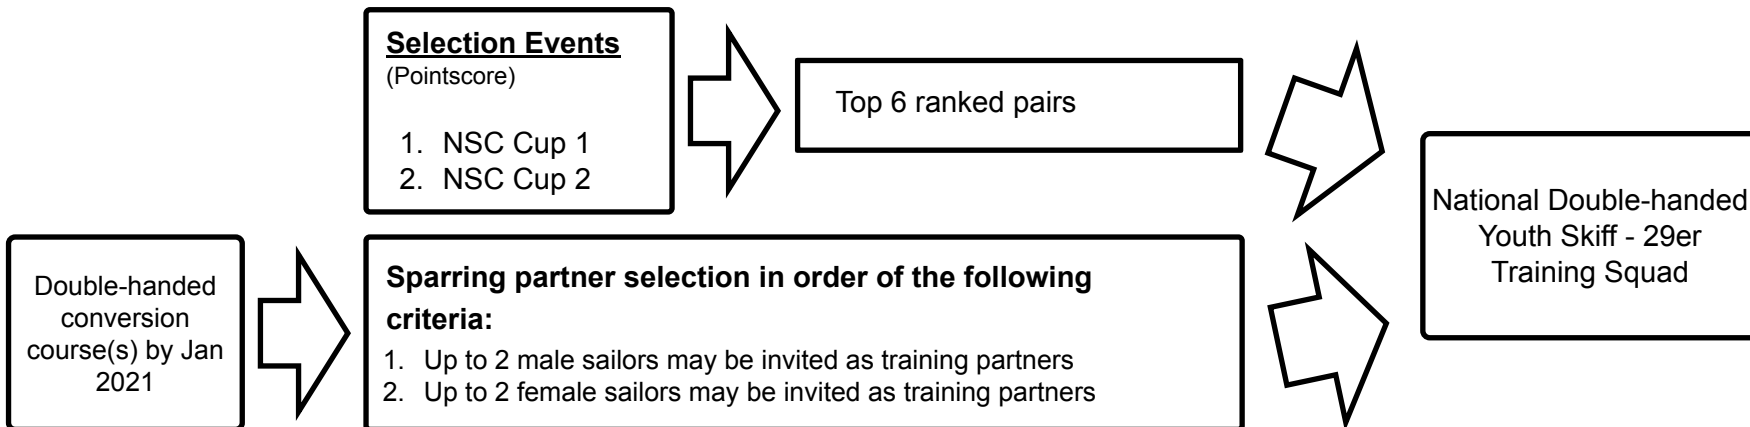 Selection Events
(Pointscore)
1. NSC Cup 1
2. NSC Cup 2
Top 6 ranked pairs
Double-handed
conversion
course(s) by Jan
2021
Sparring partner selection in order of the following
criteria:
1. Up to 2 male sailors may be invited as training partners
2. Up to 2 female sailors may be invited as training partners
National Double-handed
Youth Skiff - 29er
Training Squad